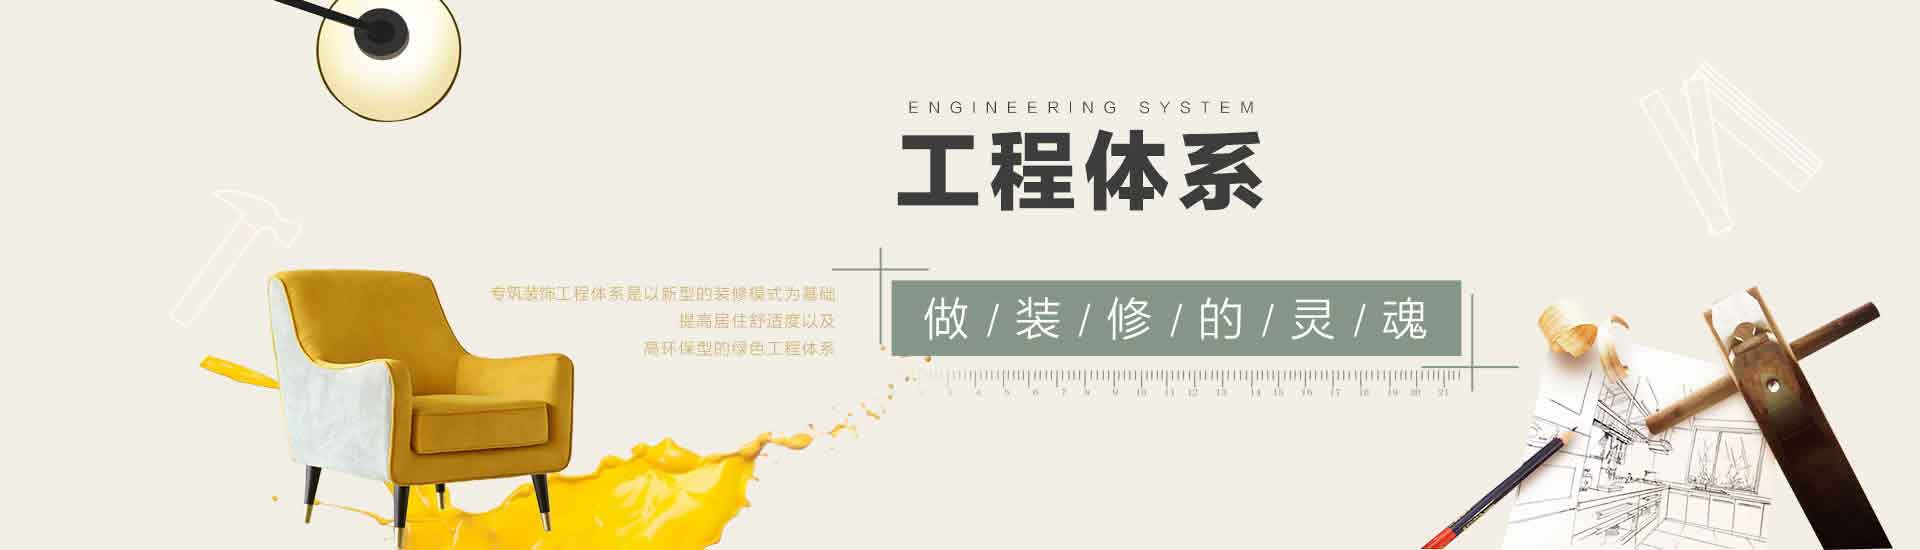 ENGINEERING SYSTEM
工程体系
专筑装饰工程体系是以新型的装修模式为基础
提高居住舒适度以及
高环保型的绿色工程体系
做/装/修/的/灵/魂
3 4 5 6 7 8 9 10 11 12 13 14 15 16 17 18 19 20 21